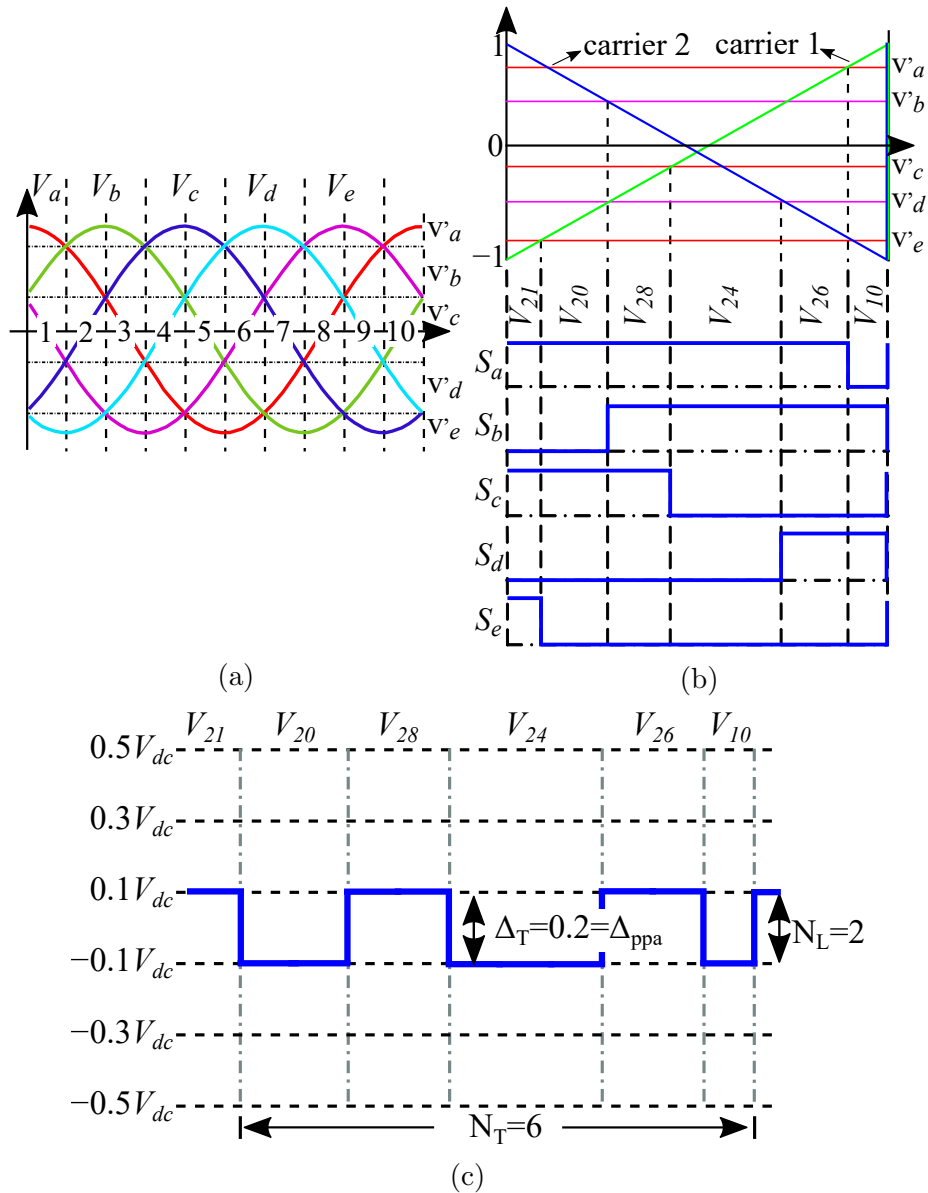 V_a V_b V_c V_d V_e
v'_a
v'_b
v'_c
v'_d
v'_e
1 2 3 4 5 6 7 8 9 10
(a)
1
carrier 2
carrier 1
v'_a
v'_b
0
v'_c
v'_d
v'_e
−1
V_21 V_20 V_28 V_24 V_26 V_10
S_a
S_b
S_c
S_d
S_e
(b)
V_21 V_20 V_28 V_24 V_26 V_10
0.5V_dc
0.3V_dc
0.1V_dc
Δ_T=0.2=Δ_ppa
N_L=2
−0.1V_dc
−0.3V_dc
−0.5V_dc
N_T=6
(c)